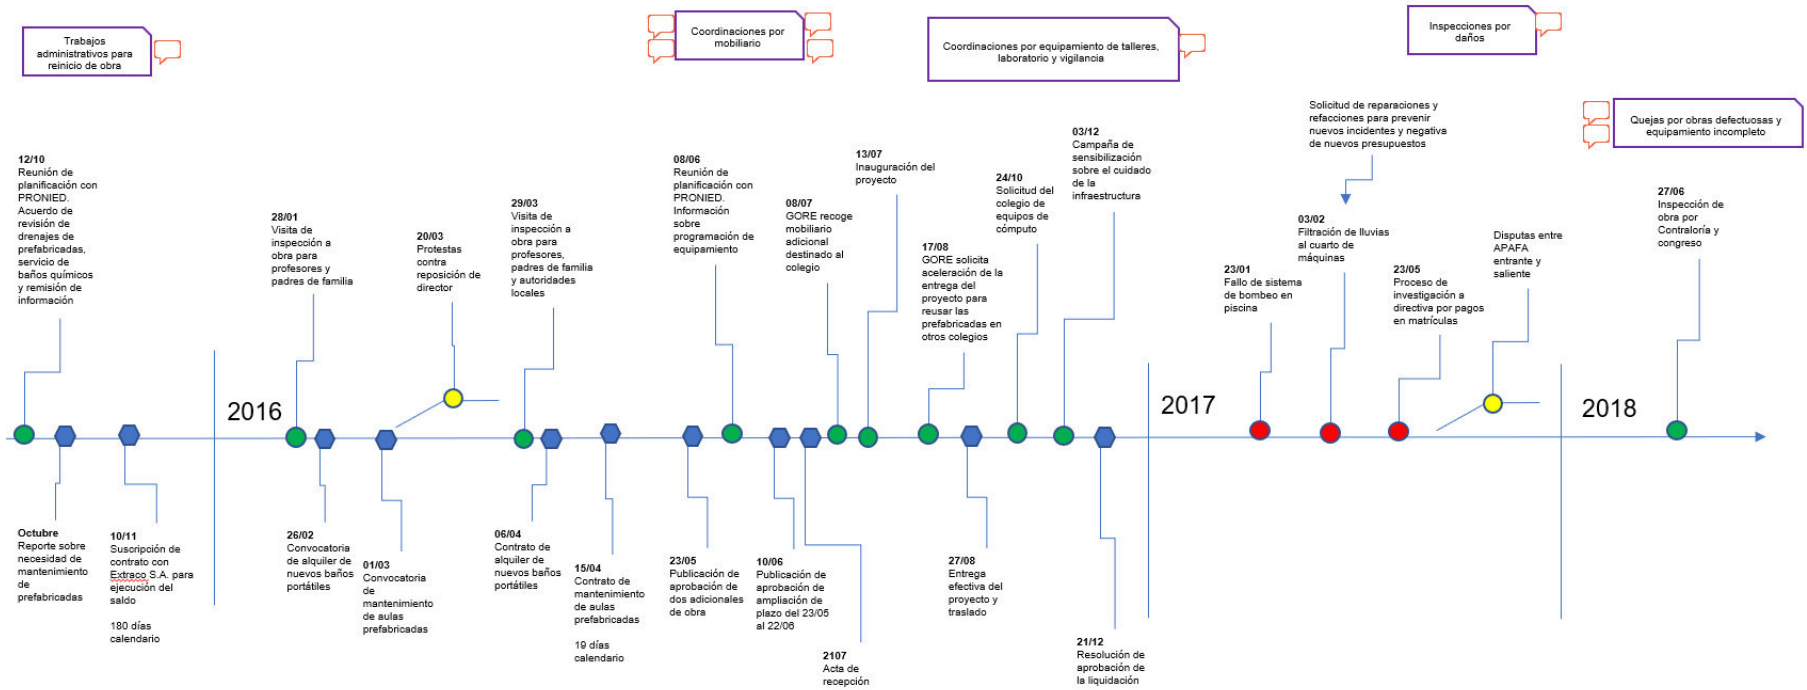 Trabajos
administrativos para
reinicio de obra
Coordinaciones por
mobiliario
Coordinaciones por equipamiento de talleres,
laboratorio y vigilancia
Inspecciones por
daños
Quejas por obras defectuosas y
equipamiento incompleto
12/10
Reunión de
planificación con
PRONIED.
Acuerdo de
revisión de
drenajes de
prefabricadas,
servicio de
baños químicos
y remisión de
información
28/01
Visita de
inspección a
obra para
profesores y
padres de familia
20/03
Protestas
contra
reposición de
director
29/03
Visita de
inspección a
obra para
profesores,
padres de familia
y autoridades
locales
08/06
Reunión de
planificación con
PRONIED.
Información
sobre
programación de
equipamiento
08/07
GORE recoge
mobiliario
adicional
destinado al
colegio
13/07
Inauguración del
proyecto
17/08
GORE solicita
aceleración de la
entrega del
proyecto para
reusar las
prefabricadas en
otros colegios
24/10
Solicitud del
colegio de
equipos de
cómputo
03/12
Campaña de
sensibilización
sobre el cuidado
de la
infraestructura
23/01
Fallo de sistema
de bombeo en
piscina
Solicitud de reparaciones y
refacciones para prevenir
nuevos incidentes y negativa
de nuevos presupuestos
03/02
Filtración de lluvias
al cuarto de
máquinas
23/05
Proceso de
investigación a
directiva por pagos
en matrículas
Disputas entre
APAFA
entrante y
saliente
27/06
Inspección de
obra por
Contraloría y
congreso
2016
2017
2018
Octubre
Reporte sobre
necesidad de
mantenimiento
de
prefabricadas
10/11
Suscripción de
contrato con
Extraco S.A. para
ejecución del
saldo
180 días
calendario
26/02
Convocatoria
de alquiler de
nuevos baños
portátiles
01/03
Convocatoria
de
mantenimiento
de aulas
prefabricadas
06/04
Contrato de
alquiler de
nuevos baños
portátiles
15/04
Contrato de
mantenimiento
de aulas
prefabricadas
19 días
calendario
23/05
Publicación de
aprobación de
dos adicionales
de obra
10/06
Publicación de
aprobación de
ampliación de
plazo del 23/05
al 22/06
2107
Acta de
recepción
27/08
Entrega
efectiva del
proyecto y
traslado
21/12
Resolución de
aprobación de
la liquidación